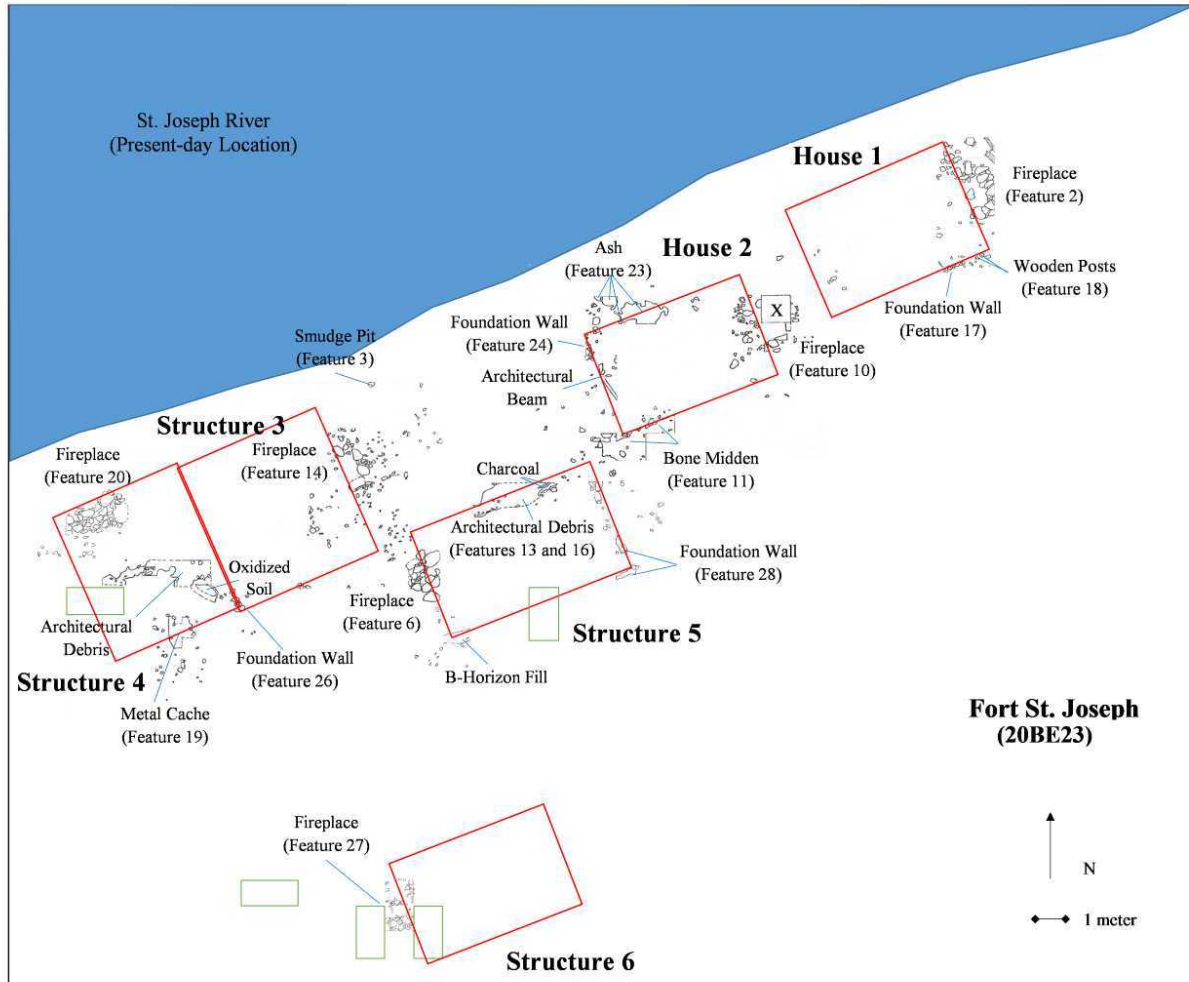 St. Joseph River
(Present-day Location)
House 1
Fireplace
(Feature 2)
Wooden Posts
(Feature 18)
Foundation Wall
(Feature 17)
House 2
Ash
(Feature 23)
X
Foundation Wall
(Feature 24)
Architectural
Beam
Fireplace
(Feature 10)
Bone Midden
(Feature 11)
Smudge Pit
(Feature 3)
Structure 3
Fireplace
(Feature 14)
Fireplace
(Feature 20)
Oxidized
Soil
Architectural
Debris
Structure 4
Foundation Wall
(Feature 26)
Metal Cache
(Feature 19)
Charcoal
Architectural Debris
(Features 13 and 16)
Foundation Wall
(Feature 28)
Fireplace
(Feature 6)
Structure 5
B-Horizon Fill
Fort St. Joseph
(20BE23)
Fireplace
(Feature 27)
Structure 6
N
1 meter